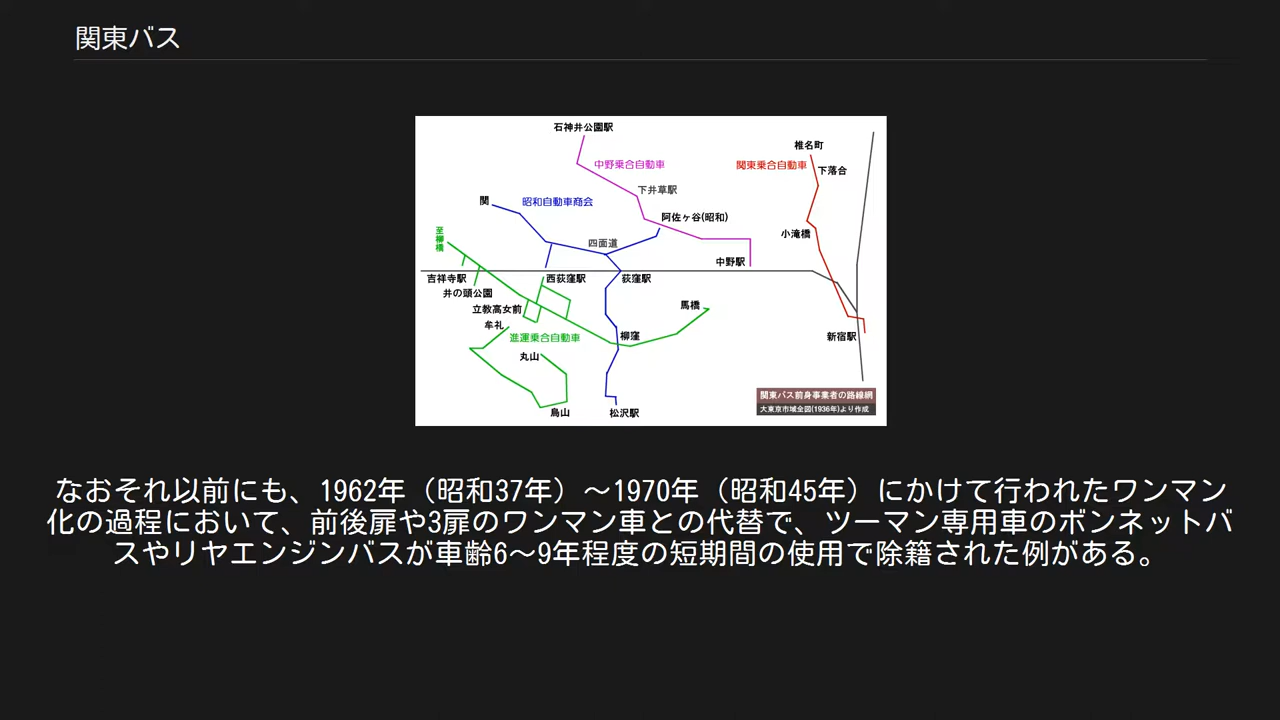 関東バス
石神井公園駅
椎名町
中野乗合自動車
関東乗合自動車
下落合
下井草駅
関
昭和自動車商会
阿佐ヶ谷(昭和)
至柳橋
四面道
小滝橋
中野駅
吉祥寺駅
西荻窪駅
荻窪駅
井の頭公園
立教高女前
馬橋
牟礼
進運乗合自動車
柳窪
新宿駅
丸山
烏山
松沢駅
関東バス前身事業者の路線網
大東京市域全図(1936年)より作成
なおそれ以前にも、1962年（昭和37年）〜1970年（昭和45年）にかけて行われたワンマン
化の過程において、前後扉や3扉のワンマン車との代替で、ツーマン専用車のボンネットバ
スやリヤエンジンバスが車齢6〜9年程度の短期間の使用で除籍された例がある。